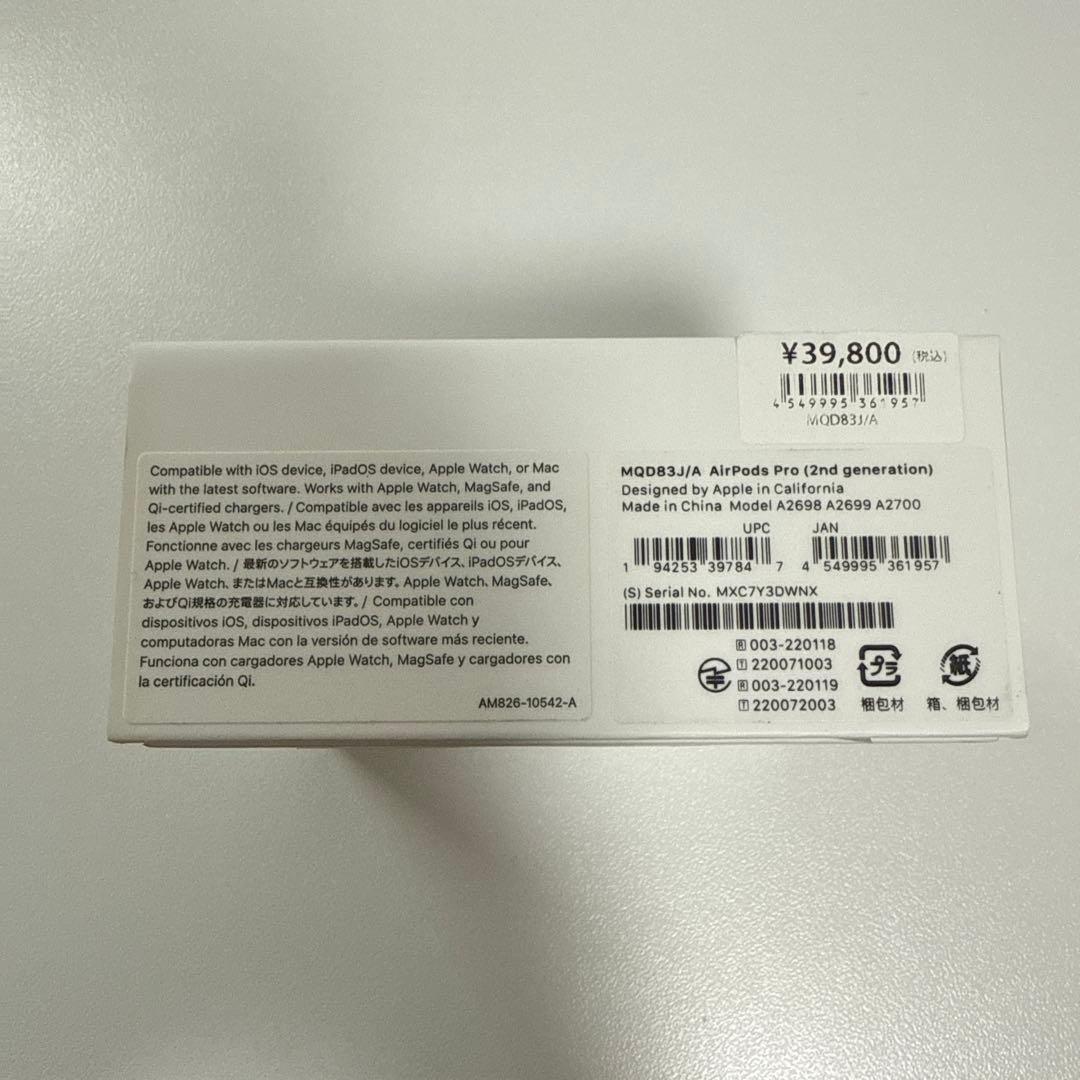 ¥39,800 (税込)
4 549995 361957
MQD83J/A
Compatible with iOS device, iPadOS device, Apple Watch, or Mac
with the latest software. Works with Apple Watch, MagSafe, and
Qi-certified chargers. / Compatible avec les appareils iOS, iPadOS,
les Apple Watch ou les Mac équipés du logiciel le plus récent.
Fonctionne avec les chargeurs MagSafe, certifiés Qi ou pour
Apple Watch. / 最新のソフトウェアを搭載したiOSデバイス、iPadOSデバイス、
Apple Watch、またはMacと互換性があります。Apple Watch、MagSafe、
およびQi規格の充電器に対応しています。/ Compatible con
dispositivos iOS, dispositivos iPadOS, Apple Watch y
computadoras Mac con la versión de software más reciente.
Funciona con cargadores Apple Watch, MagSafe y cargadores con
la certificación Qi.
AM826-10542-A
MQD83J/A AirPods Pro (2nd generation)
Designed by Apple in California
Made in China Model A2698 A2699 A2700
UPC JAN
1 94253 39784 7 4 549995 361957
(S) Serial No. MXC7Y3DWNX
R 003-220118
T 220071003
R 003-220119
T 220072003
プラ
梱包材
紙
箱、梱包材